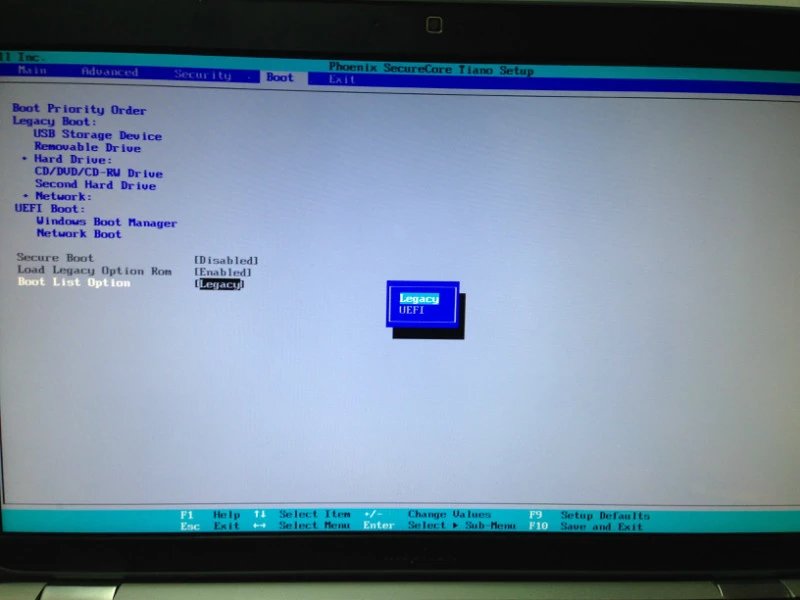 ll Inc.
Phoenix SecureCore Tiano Setup
Main Advanced Security Boot Exit
Boot Priority Order
Legacy Boot:
USB Storage Device
Removable Drive
Hard Drive:
CD/DVD/CD-RW Drive
Second Hard Drive
Network:
UEFI Boot:
Windows Boot Manager
Network Boot
Secure Boot [Disabled]
Load Legacy Option Rom [Enabled]
Boot List Option [Legacy]
Legacy
UEFI
F1 Help ↑↓ Select Item +/- Change Values F9 Setup Defaults
Esc Exit ↔ Select Menu Enter Select ▸ Sub-Menu F10 Save and Exit